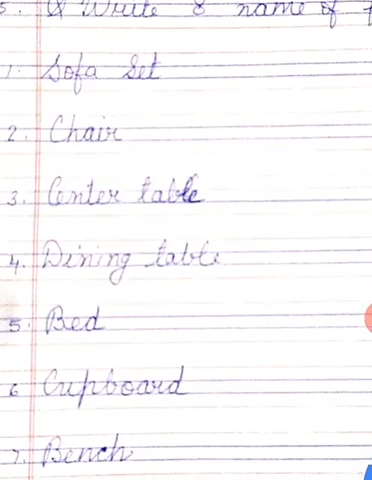 5. Q Write 8 name of
1. Sofa Set
2. Chair
3. Center table
4. Dining table
5. Bed
6 Cupboard
7. Bench